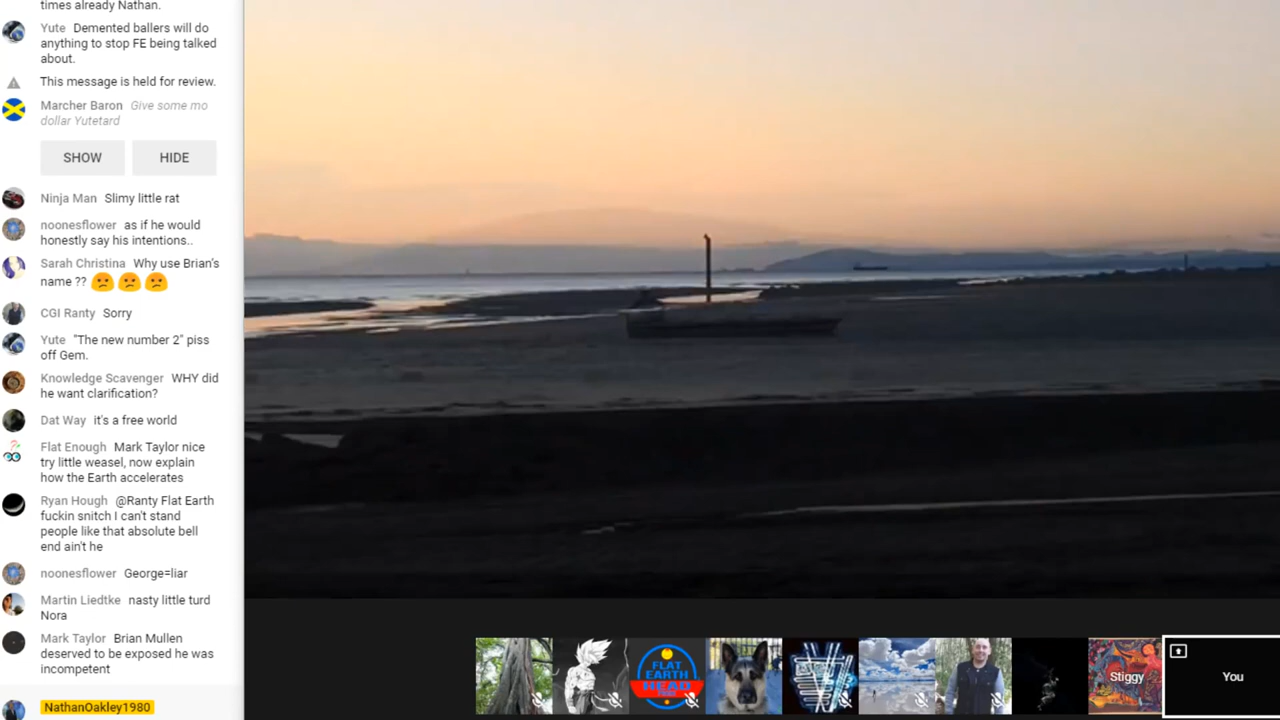 times already Nathan.
Yute Demented ballers will do
anything to stop FE being talked
about.
This message is held for review.
Marcher Baron Give some mo
dollar Yutetard
SHOW HIDE
Ninja Man Slimy little rat
noonesflower as if he would
honestly say his intentions..
Sarah Christina Why use Brian's
name ??
CGI Ranty Sorry
Yute "The new number 2" piss
off Gem.
Knowledge Scavenger WHY did
he want clarification?
Dat Way it's a free world
Flat Enough Mark Taylor nice
try little weasel, now explain
how the Earth accelerates
Ryan Hough @Ranty Flat Earth
fuckin snitch I can't stand
people like that absolute bell
end ain't he
noonesflower George=liar
Martin Liedtke nasty little turd
Nora
Mark Taylor Brian Mullen
deserved to be exposed he was
incompetent
NathanOakley1980
FLAT
EARTH
HEAD
Stiggy
You